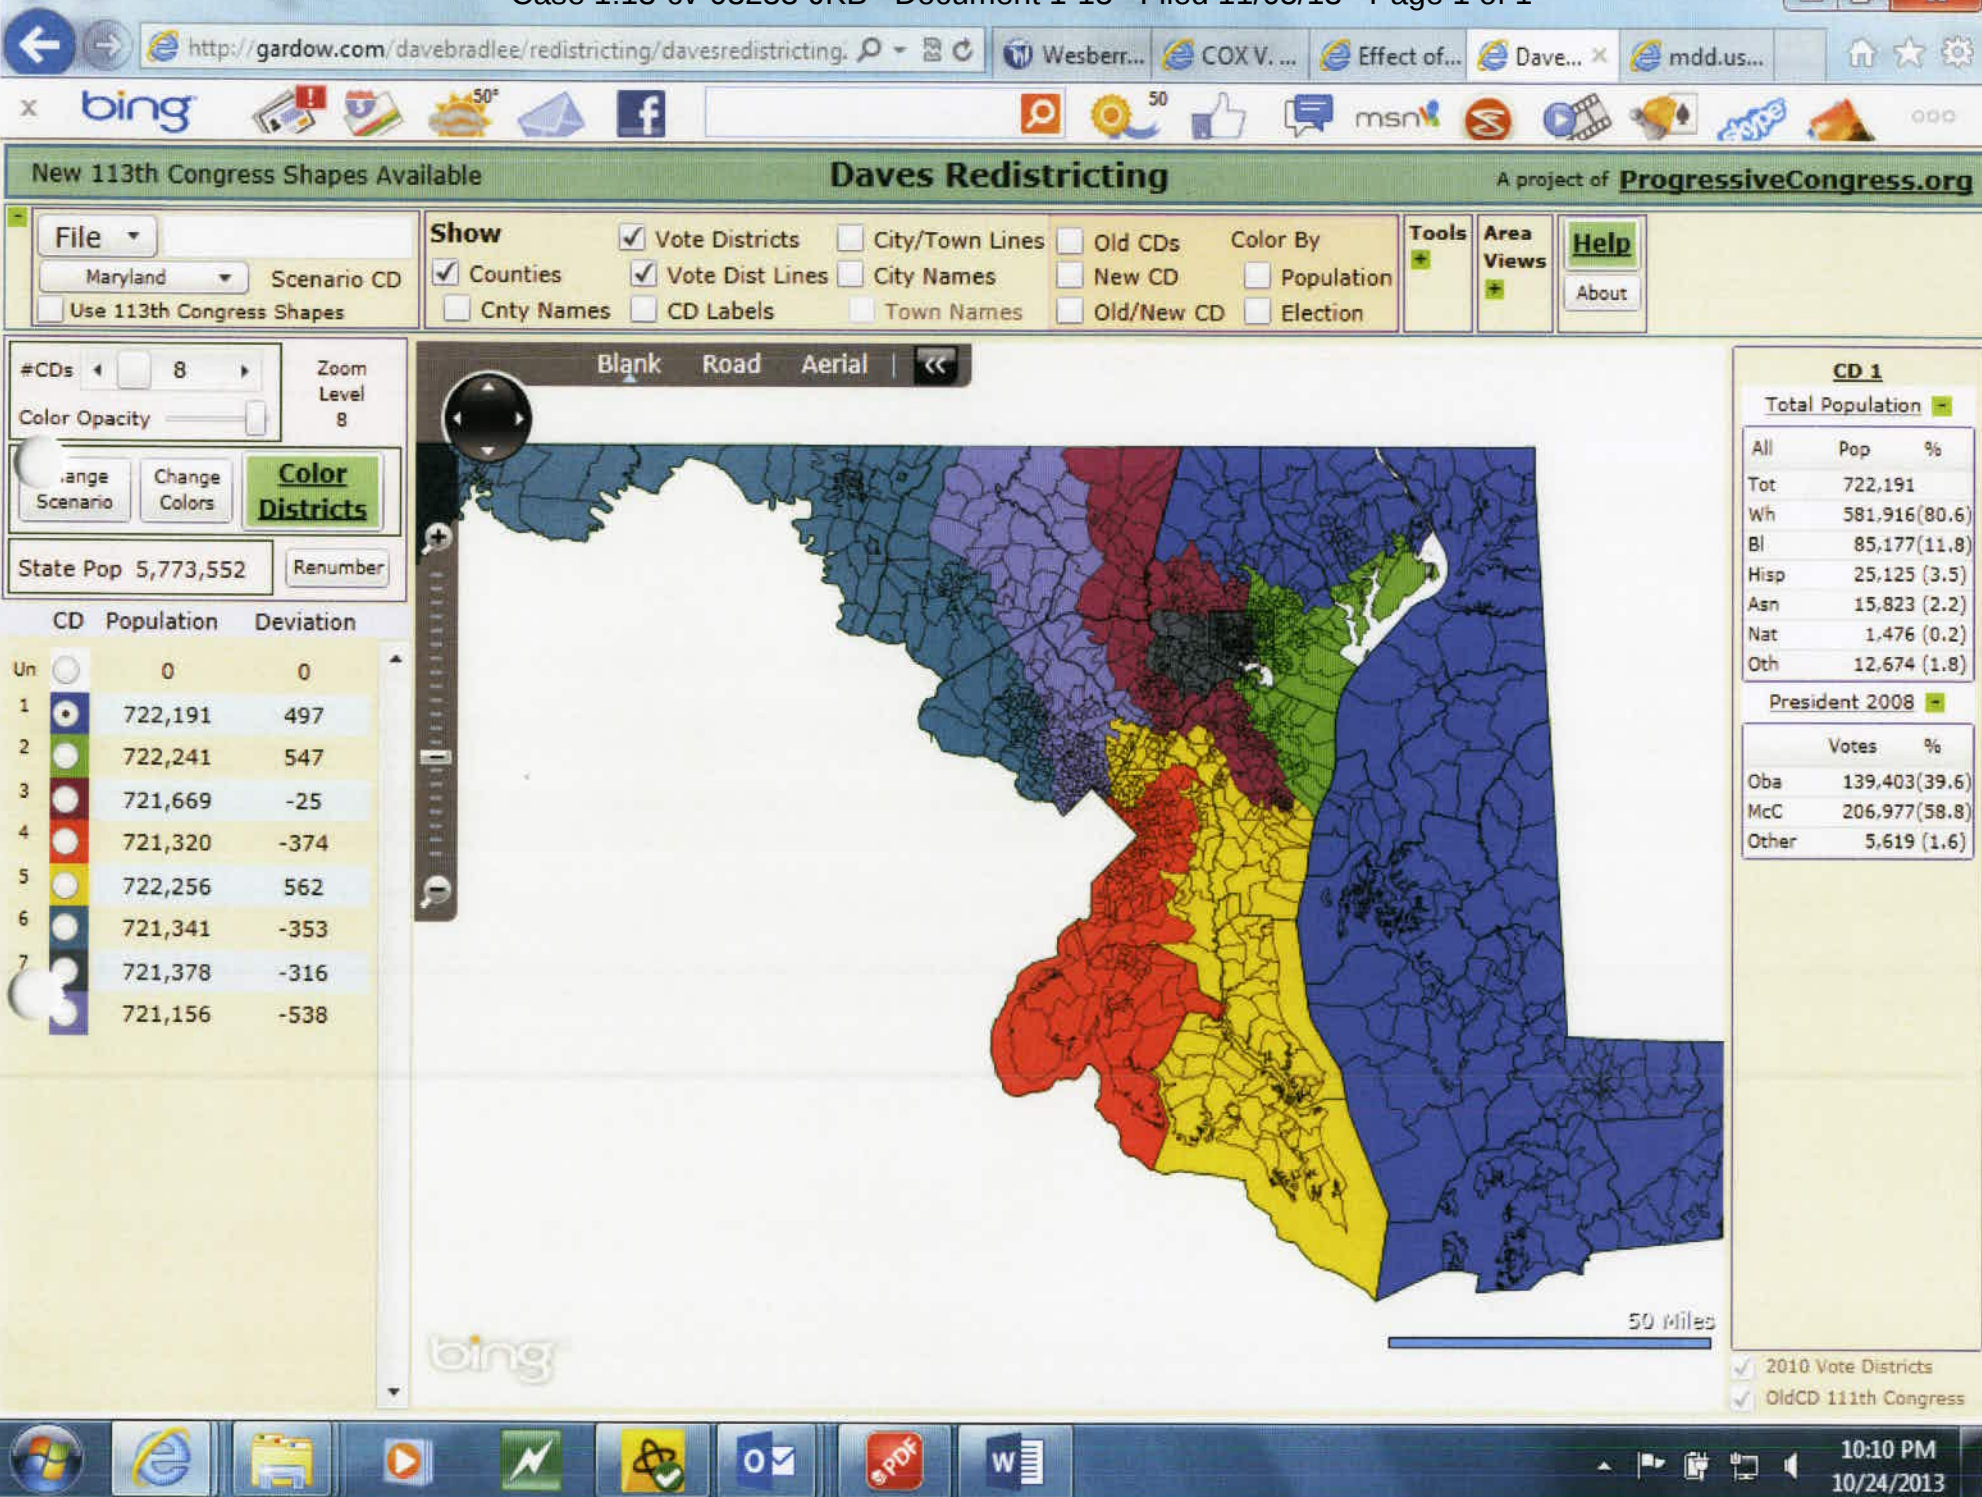 http://gardow.com/davebradlee/redistricting/davesredistricting.
Wesberr...
COX V. ...
Effect of...
Dave...
mdd.us...
x bing 50° f 50 msn skype
New 113th Congress Shapes Available
Daves Redistricting
A project of ProgressiveCongress.org
File
Maryland
Scenario CD
Use 113th Congress Shapes
Show
Counties
Cnty Names
Vote Districts
Vote Dist Lines
CD Labels
City/Town Lines
City Names
Town Names
Old CDs
New CD
Old/New CD
Color By
Population
Election
Tools
Area
Views
Help
About
#CDs 8
Color Opacity
Zoom
Level
8
Scenario
Change
Colors
Color
Districts
State Pop 5,773,552
Renumber
CD Population Deviation
Un 0 0
1 722,191 497
2 722,241 547
3 721,669 -25
4 721,320 -374
5 722,256 562
6 721,341 -353
7 721,378 -316
721,156 -538
Blank Road Aerial | <<
50 Miles
bing
CD 1
Total Population
All Pop %
Tot 722,191
Wh 581,916(80.6)
Bl 85,177(11.8)
Hisp 25,125 (3.5)
Asn 15,823 (2.2)
Nat 1,476 (0.2)
Oth 12,674 (1.8)
President 2008
Votes %
Oba 139,403(39.6)
McC 206,977(58.8)
Other 5,619 (1.6)
2010 Vote Districts
OldCD 111th Congress
PDF
10:10 PM
10/24/2013